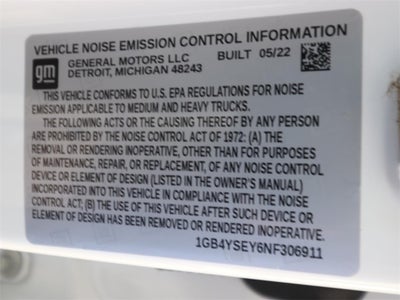 VEHICLE NOISE EMISSION CONTROL INFORMATION
gm
GENERAL MOTORS LLC BUILT 05/22
DETROIT, MICHIGAN 48243
THIS VEHICLE CONFORMS TO U.S. EPA REGULATIONS FOR NOISE
EMISSION APPLICABLE TO MEDIUM AND HEAVY TRUCKS.
THE FOLLOWING ACTS OR THE CAUSING THEREOF BY ANY PERSON
ARE PROHIBITED BY THE NOISE CONTROL ACT OF 1972: (A) THE
REMOVAL OR RENDERING INOPERATIVE, OTHER THAN FOR PURPOSES
OF MAINTENANCE, REPAIR, OR REPLACEMENT, OF ANY NOISE CONTROL
DEVICE OR ELEMENT OF DESIGN (LISTED IN THE OWNER'S MANUAL)
INCORPORATED INTO THIS VEHICLE IN COMPLIANCE WITH THE NOISE CONTROL
ACT; (B) THE USE OF THIS VEHICLE AFTER SUCH DEVICE OR
ELEMENT OF DESIGN HAS BEEN REMOVED OR RENDERED INOPERATIVE.
1GB4YSEY6NF306911